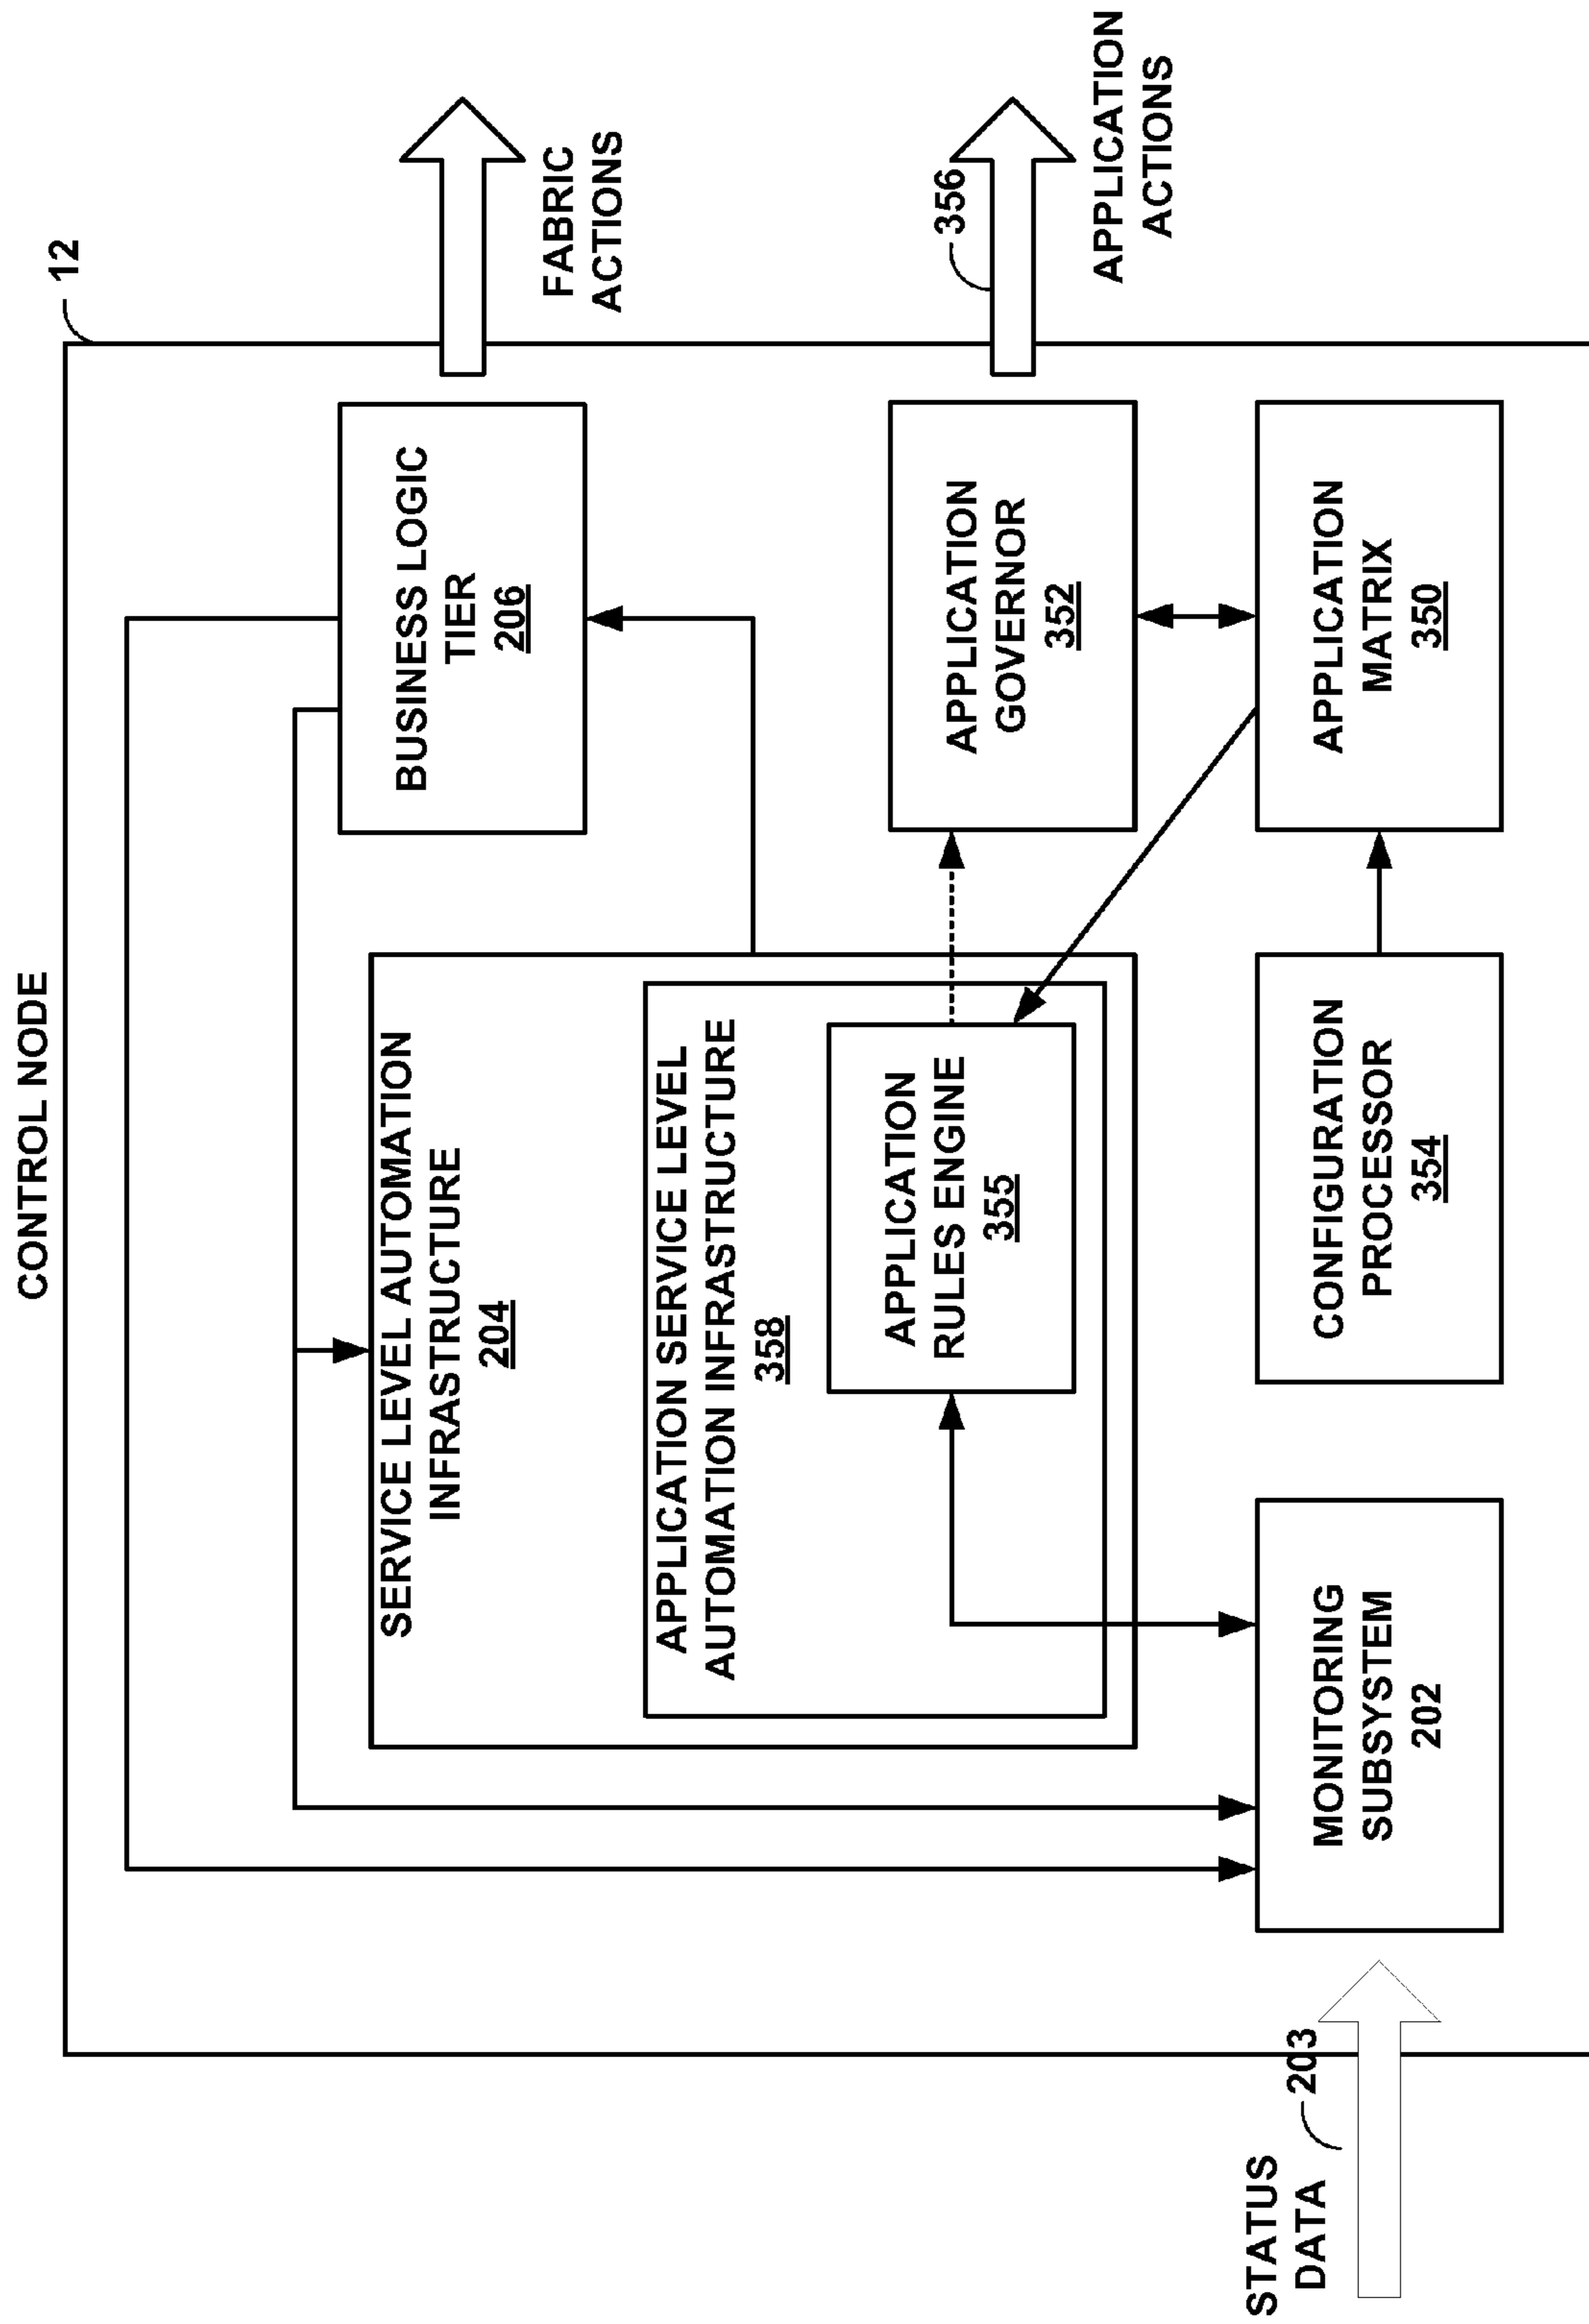 CONTROL NODE
12
SERVICE LEVEL AUTOMATION
INFRASTRUCTURE
204
APPLICATION SERVICE LEVEL
AUTOMATION INFRASTRUCTURE
358
APPLICATION
RULES ENGINE
355
BUSINESS LOGIC
TIER
206
FABRIC
ACTIONS
APPLICATION
GOVERNOR
352
356
APPLICATION
ACTIONS
STATUS
DATA
203
MONITORING
SUBSYSTEM
202
CONFIGURATION
PROCESSOR
354
APPLICATION
MATRIX
350